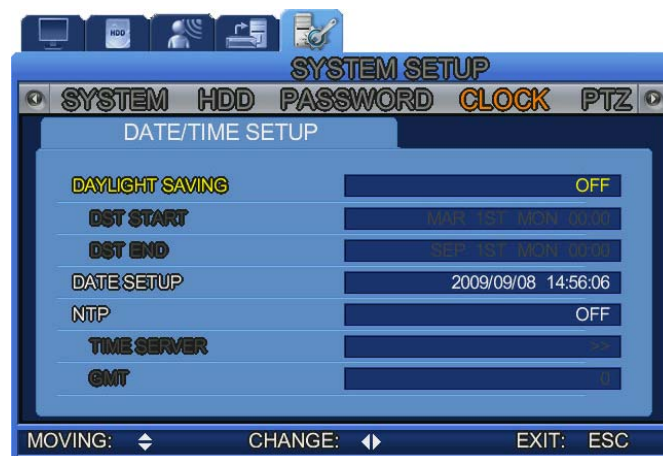 HDD
SYSTEM SETUP
SYSTEM HDD PASSWORD CLOCK PTZ
DATE/TIME SETUP
DAYLIGHT SAVING OFF
DST START MAR 1ST MON 00:00
DST END SEP 1ST MON 00:00
DATE SETUP 2009/09/08 14:56:06
NTP OFF
TIME SERVER >>
GMT 0
MOVING: CHANGE: EXIT: ESC